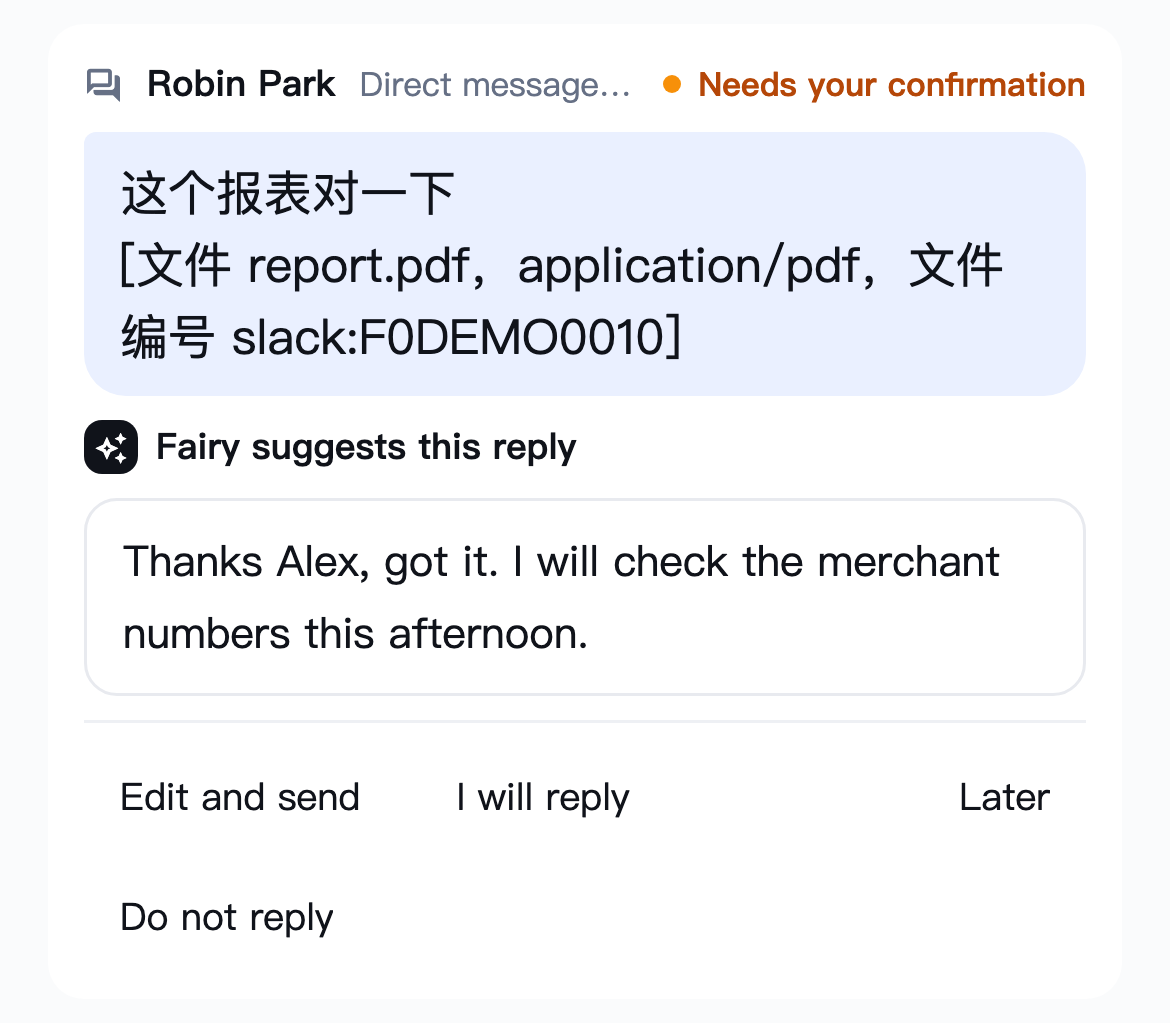 Robin Park Direct message... Needs your confirmation
这个报表对一下
[文件 report.pdf，application/pdf，文件
编号 slack:F0DEMO0010]
Fairy suggests this reply
Thanks Alex, got it. I will check the merchant
numbers this afternoon.
Edit and send I will reply Later
Do not reply